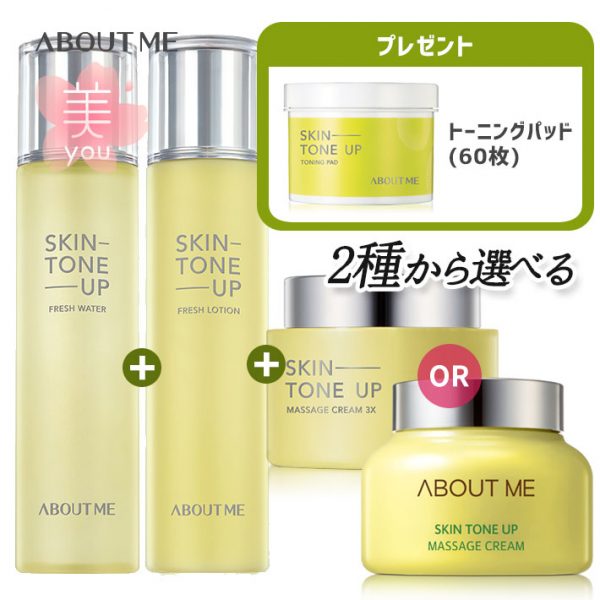 ABOUT ME
美
you
プレゼント
SKIN
TONE UP
TONING PAD
ABOUT ME
トーニングパッド
(60枚)
2種から選べる
SKIN
TONE
UP
FRESH WATER
ABOUT ME
SKIN
TONE
UP
FRESH LOTION
ABOUT ME
+
+
SKIN
TONE UP
MASSAGE CREAM 3X
OR
ABOUT ME
SKIN TONE UP
MASSAGE CREAM